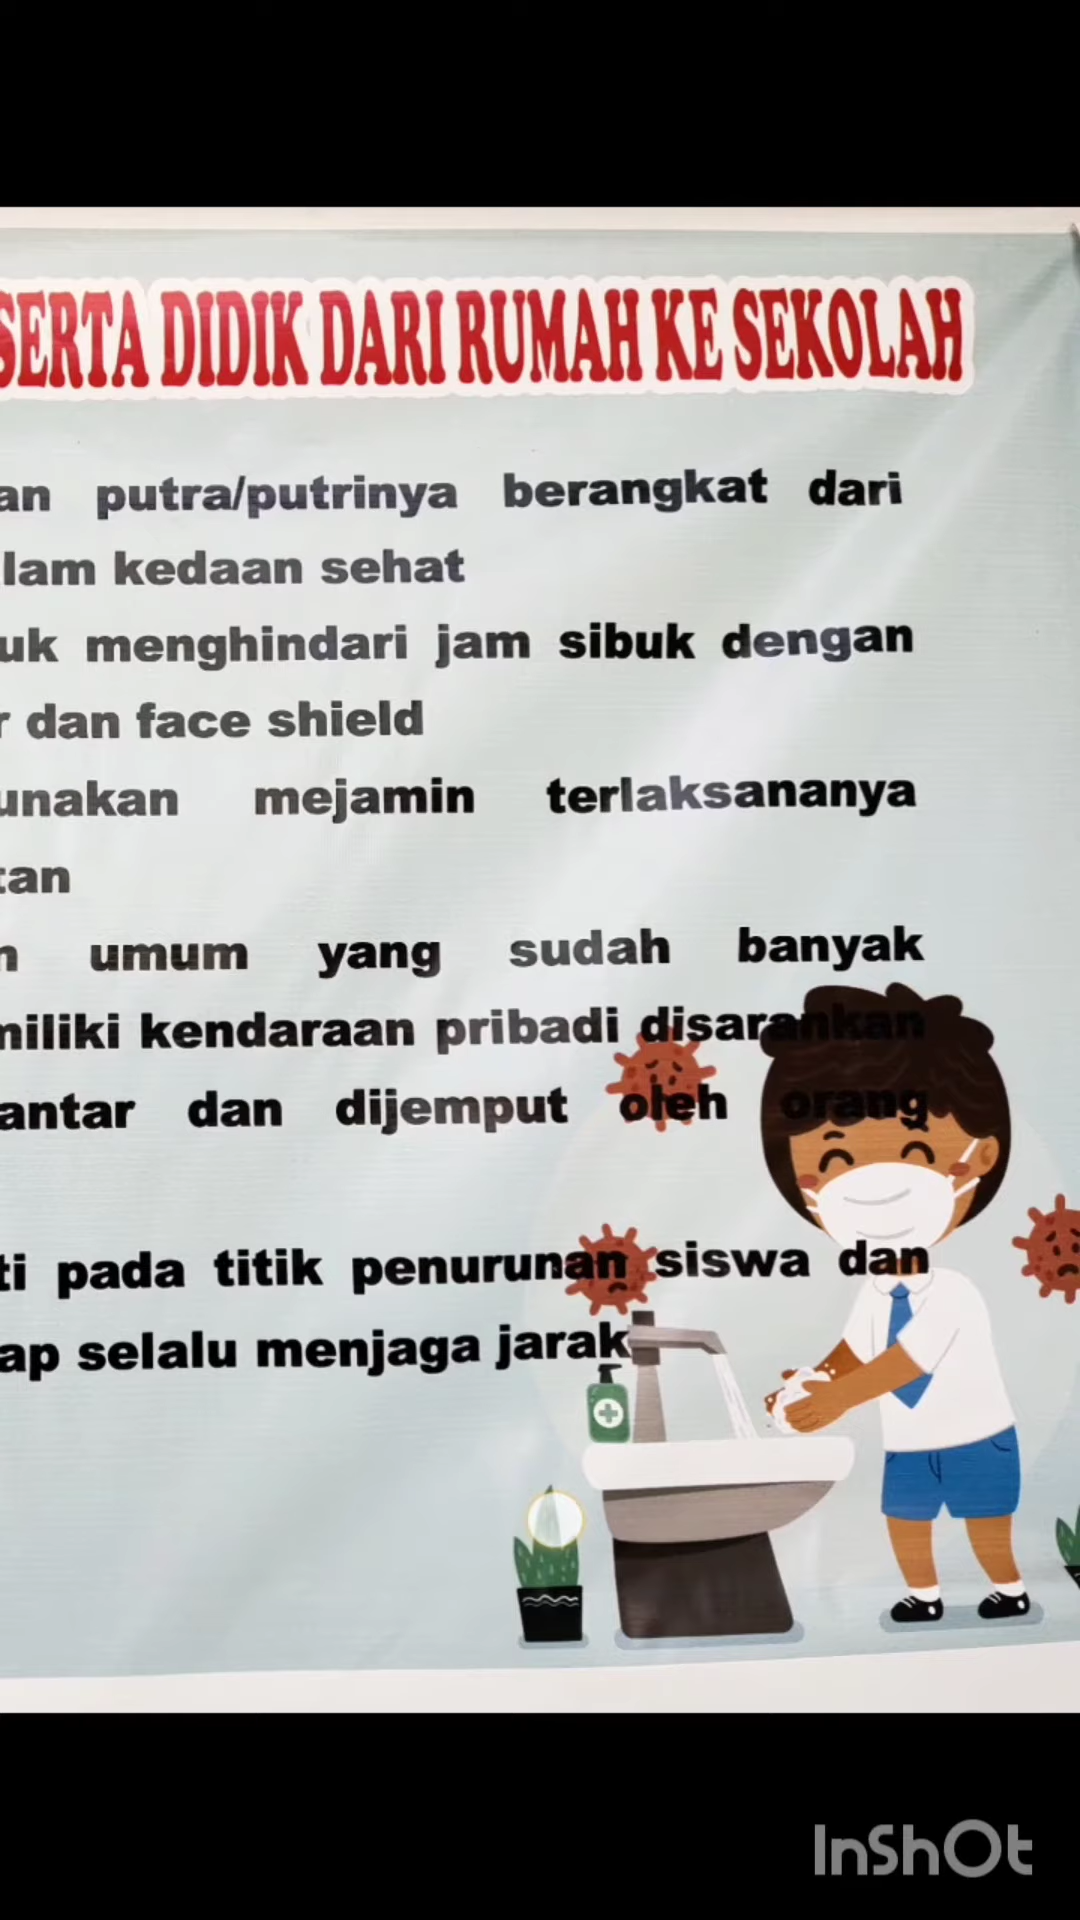 SERTA DIDIK DARI RUMAH KE SEKOLAH
an putra/putrinya berangkat dari
lam kedaan sehat
uk menghindari jam sibuk dengan
r dan face shield
unakan mejamin terlaksananya
tan
n umum yang sudah banyak
miliki kendaraan pribadi disarankan
antar dan dijemput oleh orang
ti pada titik penurunan siswa dan
ap selalu menjaga jarak
InShOt